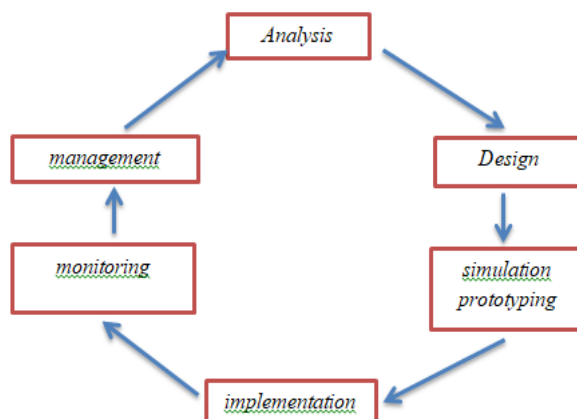 Analysis
Design
simulation
prototyping
implementation
monitoring
management